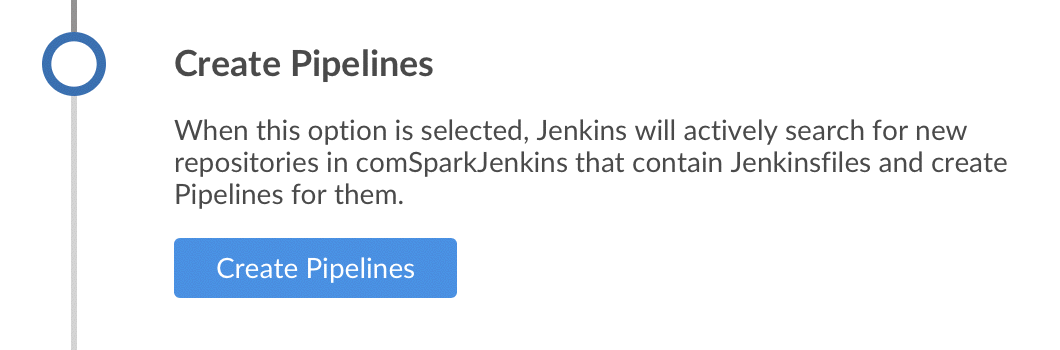 Create Pipelines
When this option is selected, Jenkins will actively search for new
repositories in comSparkJenkins that contain Jenkinsfiles and create
Pipelines for them.
Create Pipelines